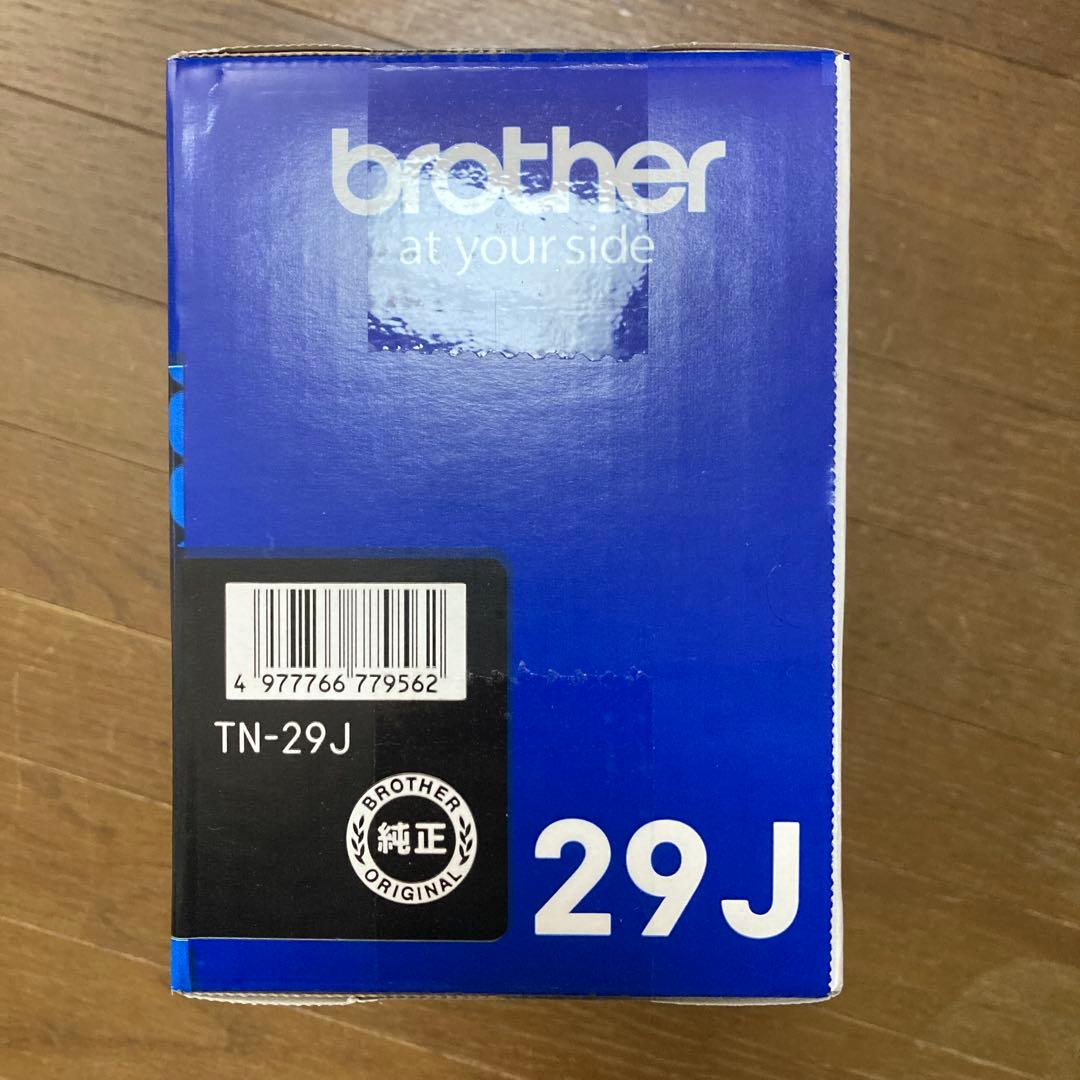 brother
at your side
4 977766 779562
TN-29J
BROTHER
純正
ORIGINAL
29J